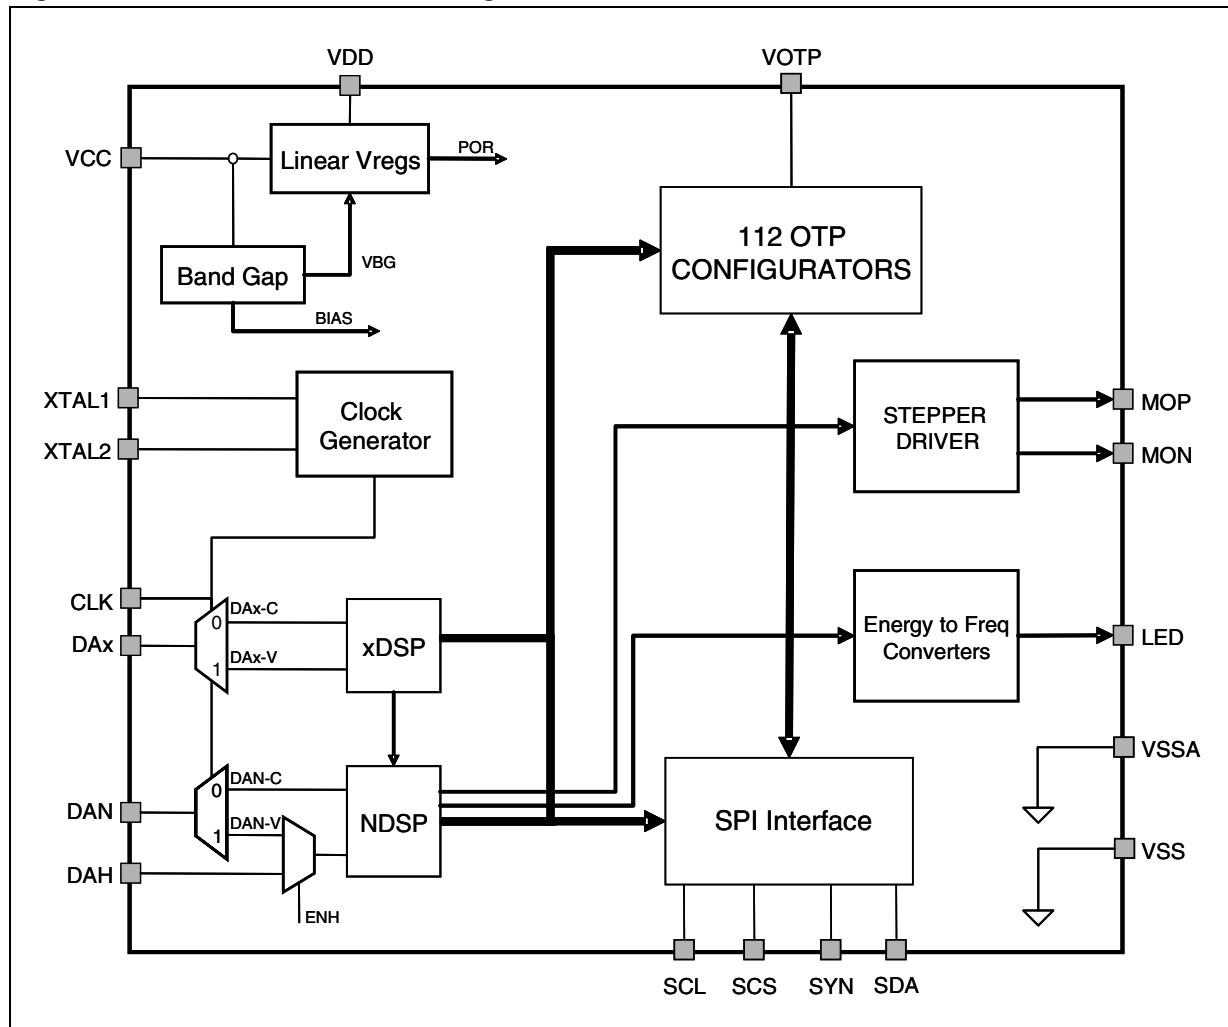 VDD
VOTP
VCC
Linear Vregs
POR
Band Gap
VBG
BIAS
112 OTP
CONFIGURATORS
XTAL1
XTAL2
Clock
Generator
STEPPER
DRIVER
MOP
MON
CLK
DAx
0
1
DAx-C
DAx-V
xDSP
Energy to Freq
Converters
LED
DAN
DAH
0
1
DAN-C
DAN-V
ENH
NDSP
SPI Interface
VSSA
VSS
SCL
SCS
SYN
SDA